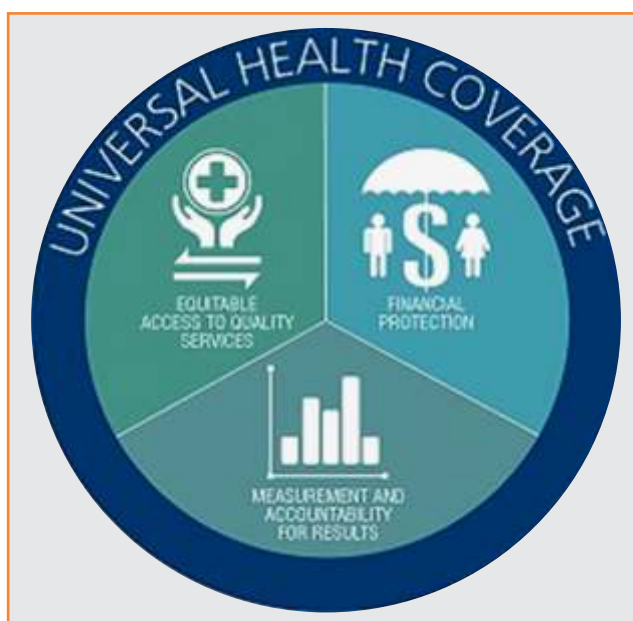 UNIVERSAL HEALTH COVERAGE
EQUITABLE
ACCESS TO QUALITY
SERVICES
FINANCIAL
PROTECTION
MEASUREMENT AND
ACCOUNTABILITY
FOR RESULTS